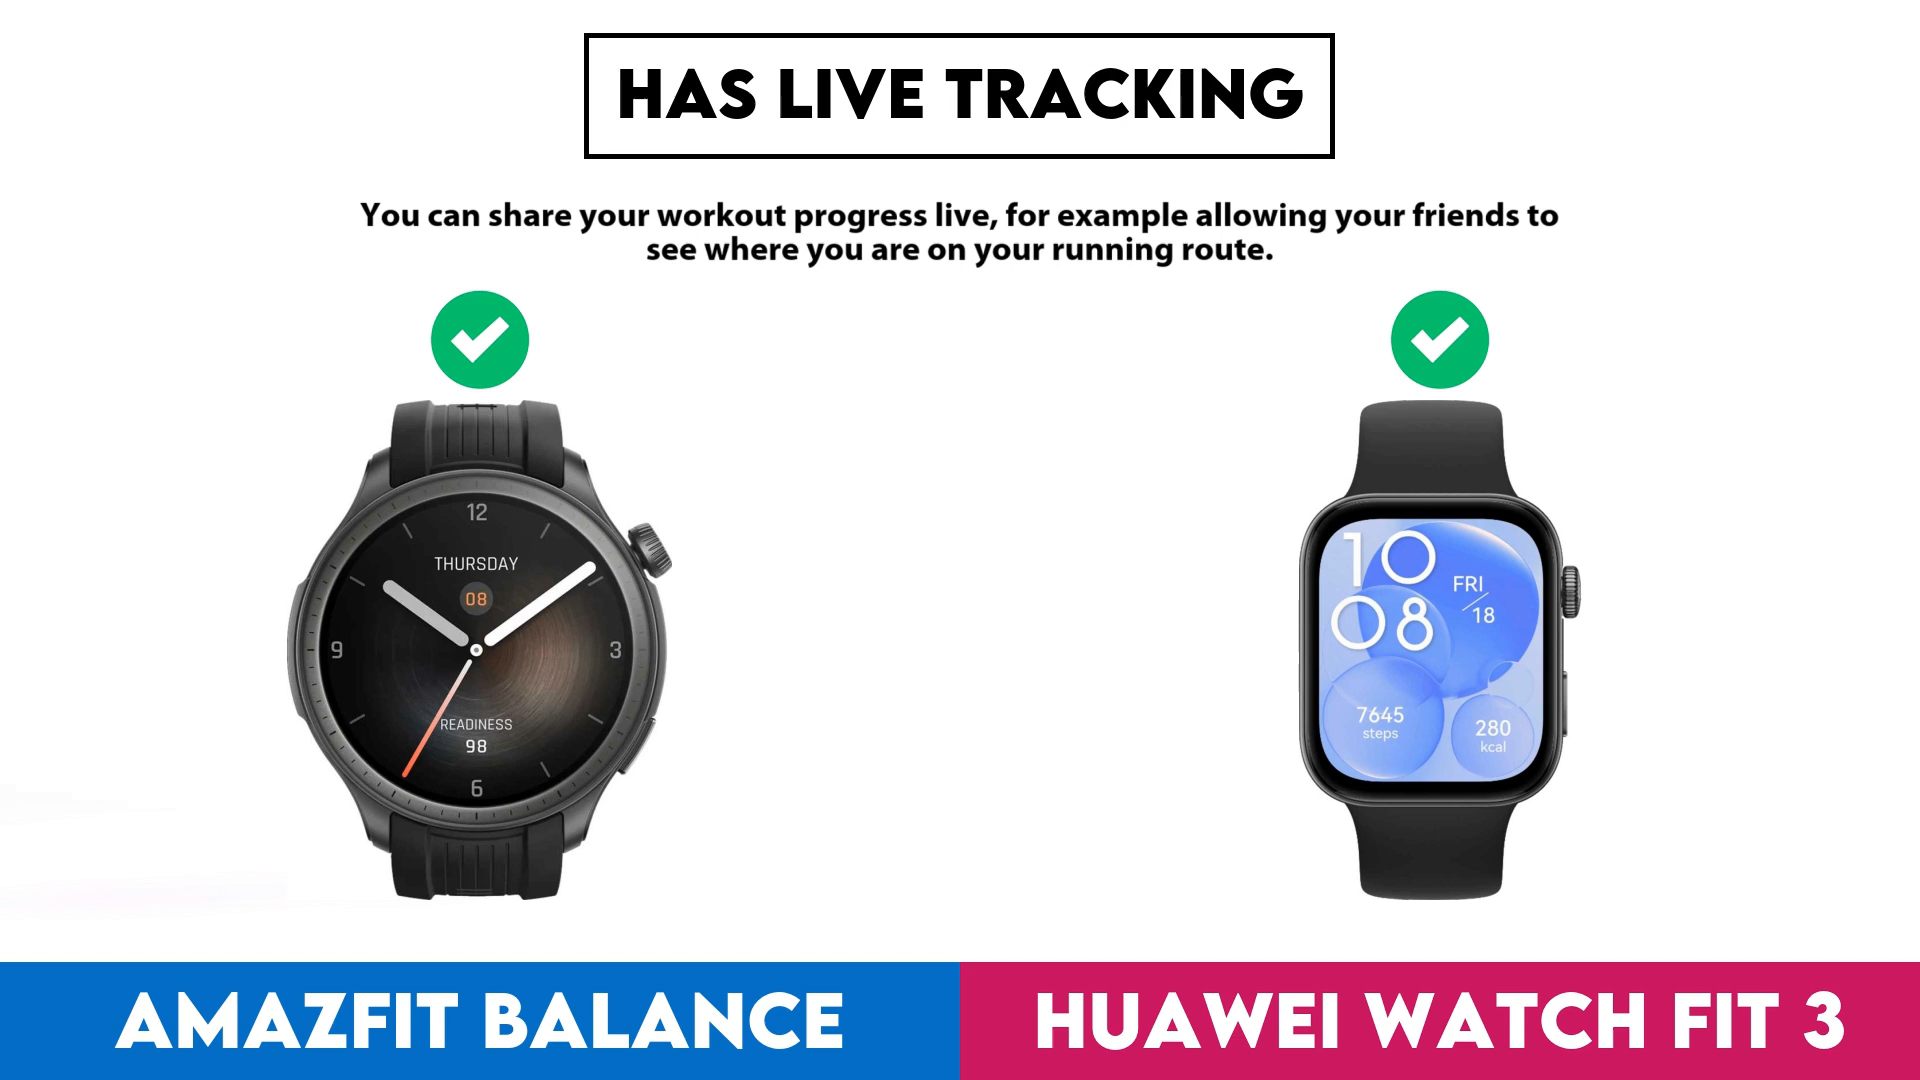 HAS LIVE TRACKING
You can share your workout progress live, for example allowing your friends to
see where you are on your running route.
12
THURSDAY
08
9
3
READINESS
98
6
10
08
FRI
18
7645
steps
280
kcal
AMAZFIT BALANCE
HUAWEI WATCH FIT 3